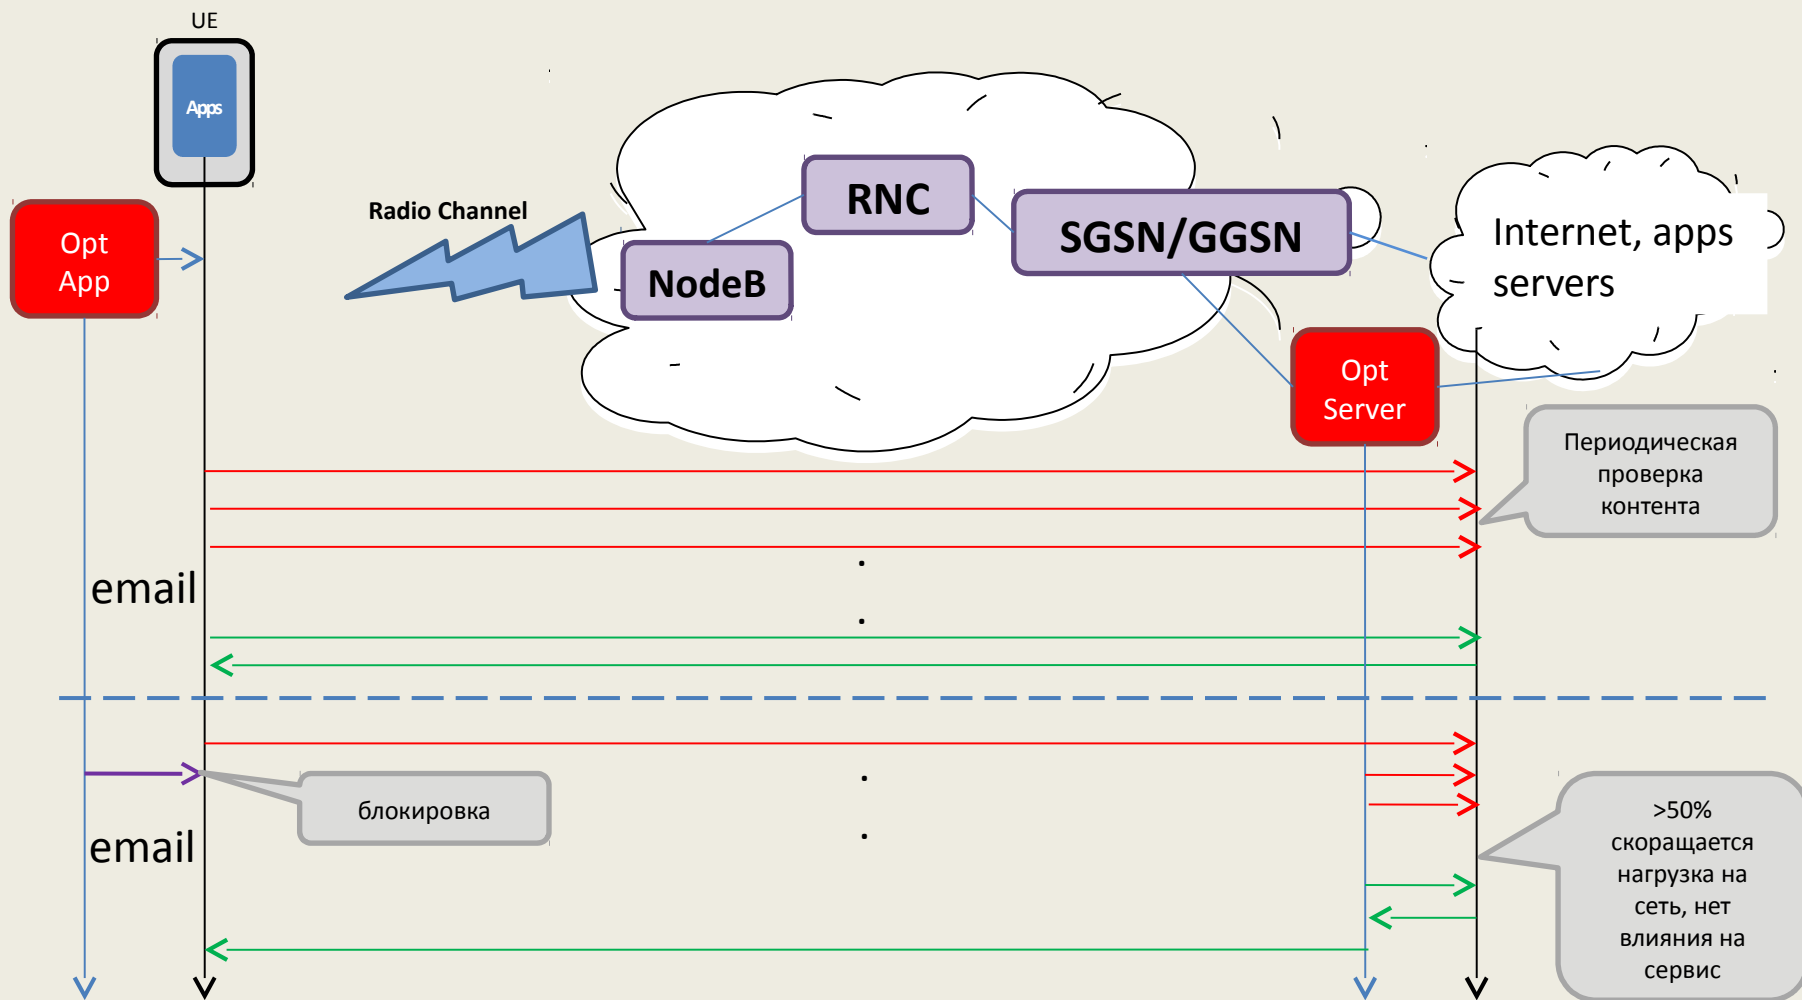 UE
Apps
Opt
App
Radio Channel
NodeB
RNC
SGSN/GGSN
Internet, apps
servers
Opt
Server
Периодическая
проверка
контента
email
блокировка
email
>50%
скоращается
нагрузка на
сеть, нет
влияния на
сервис